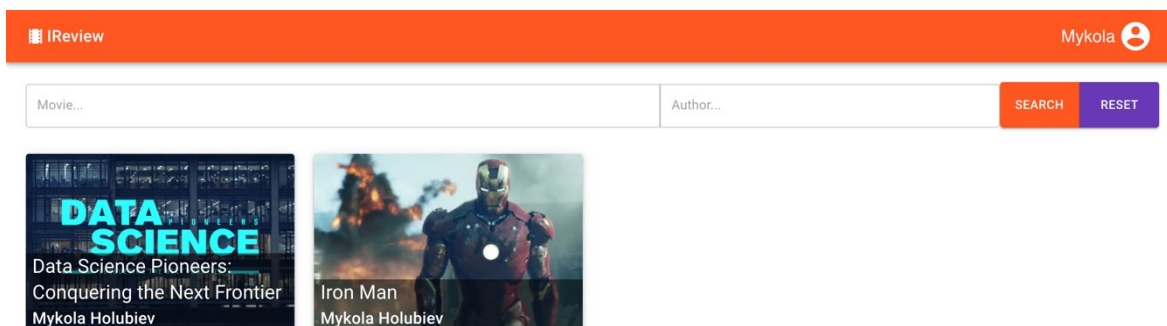 IReview
Mykola
Movie...
Author...
SEARCH
RESET
DATA
PIONEERS
SCIENCE
Data Science Pioneers:
Conquering the Next Frontier
Mykola Holubiev
Iron Man
Mykola Holubiev